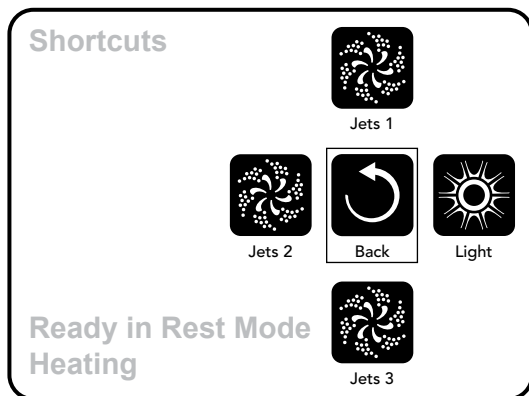 Shortcuts
Jets 1
Jets 2
Back
Light
Ready in Rest Mode
Heating
Jets 3